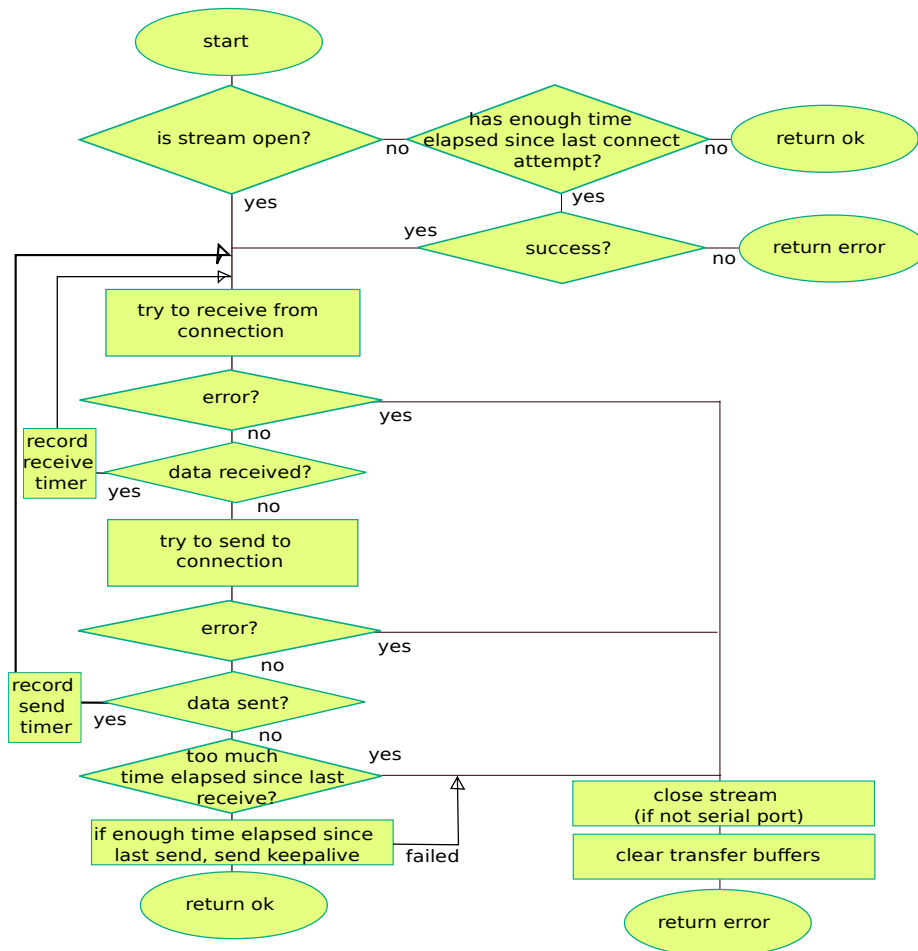 start
is stream open?
no
has enough time
elapsed since last connect
attempt?
no
return ok
yes
yes
yes
success?
no
return error
try to receive from
connection
error?
yes
no
record
receive
timer
yes
data received?
no
try to send to
connection
error?
yes
no
record
send
timer
yes
data sent?
no
too much
time elapsed since last
receive?
yes
close stream
(if not serial port)
if enough time elapsed since
last send, send keepalive
failed
clear transfer buffers
return ok
return error